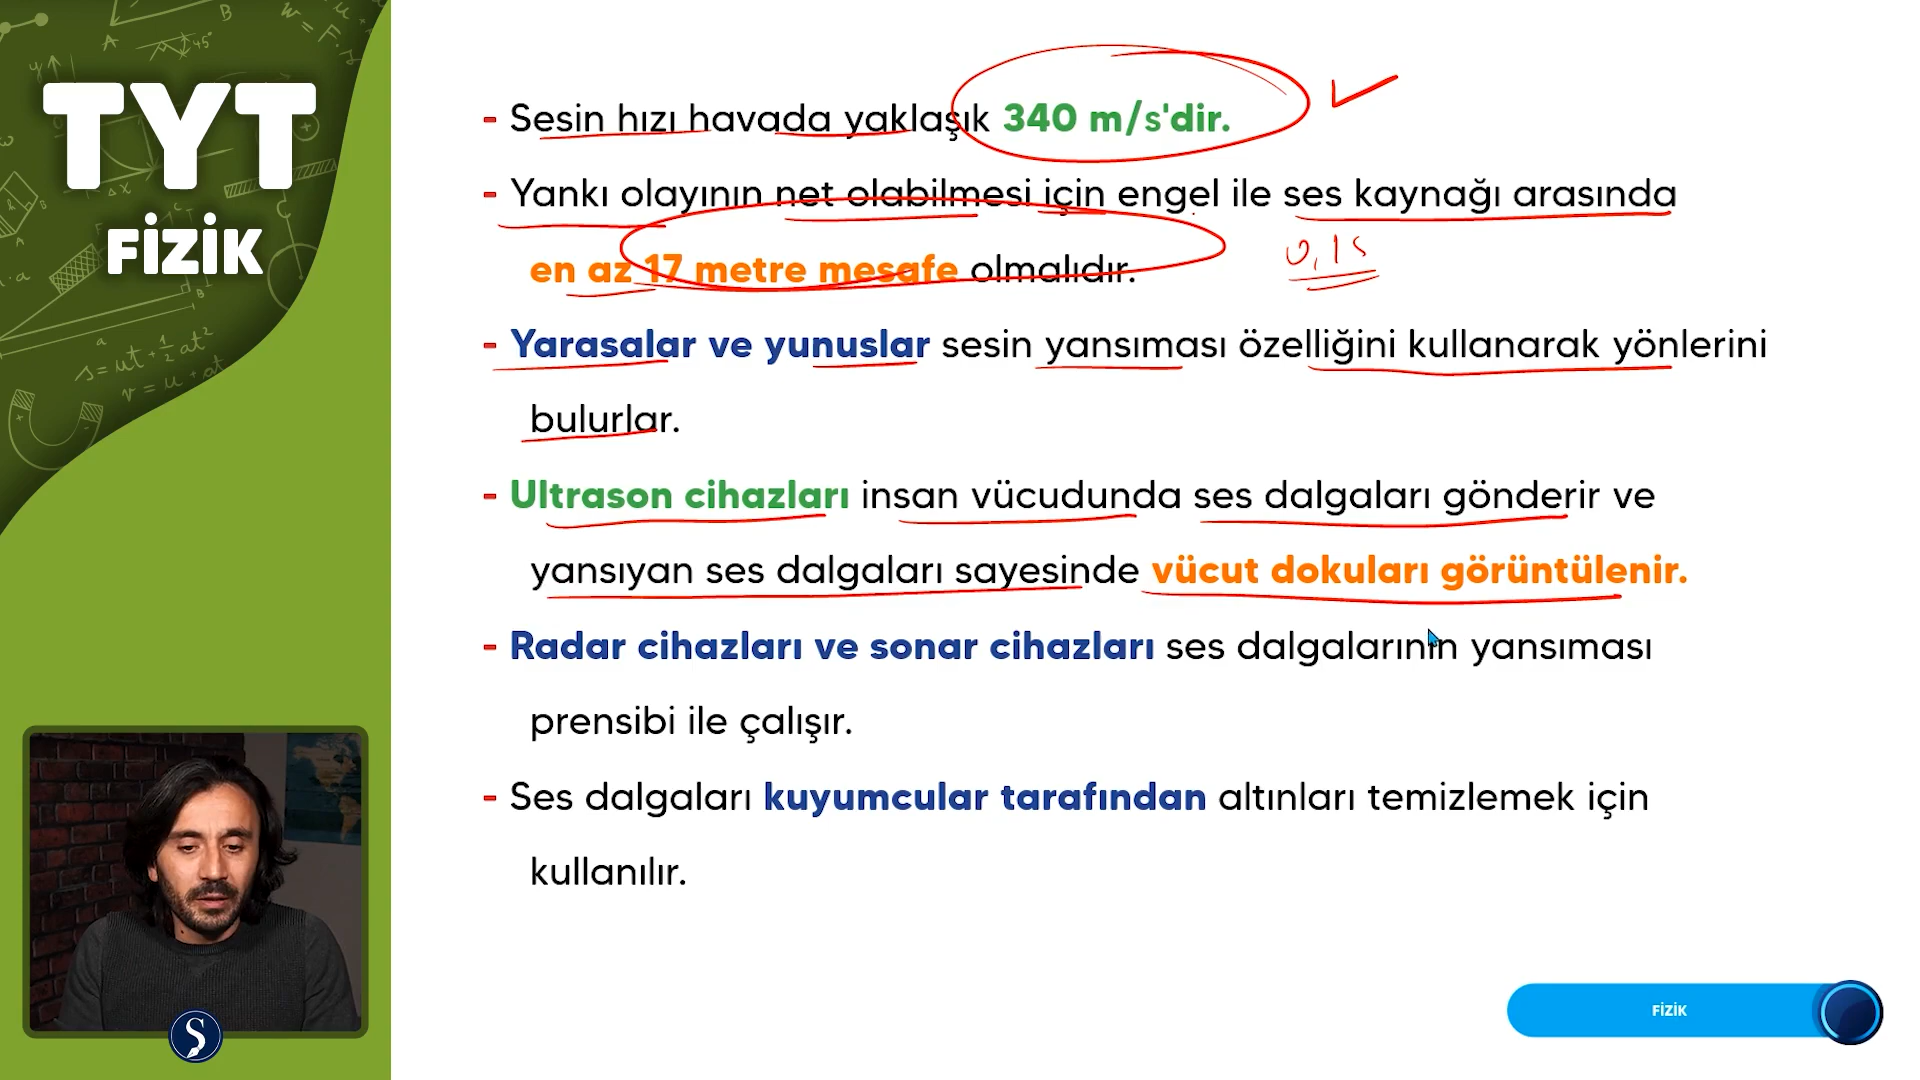 TYT
FİZİK
- Sesin hızı havada yaklaşık 340 m/s'dir.
- Yankı olayının net olabilmesi için engel ile ses kaynağı arasında
en az 17 metre mesafe olmalıdır.
0,1s
- Yarasalar ve yunuslar sesin yansıması özelliğini kullanarak yönlerini
bulurlar.
- Ultrason cihazları insan vücudunda ses dalgaları gönderir ve
yansıyan ses dalgaları sayesinde vücut dokuları görüntülenir.
- Radar cihazları ve sonar cihazları ses dalgalarının yansıması
prensibi ile çalışır.
- Ses dalgaları kuyumcular tarafından altınları temizlemek için
kullanılır.
FİZİK
S